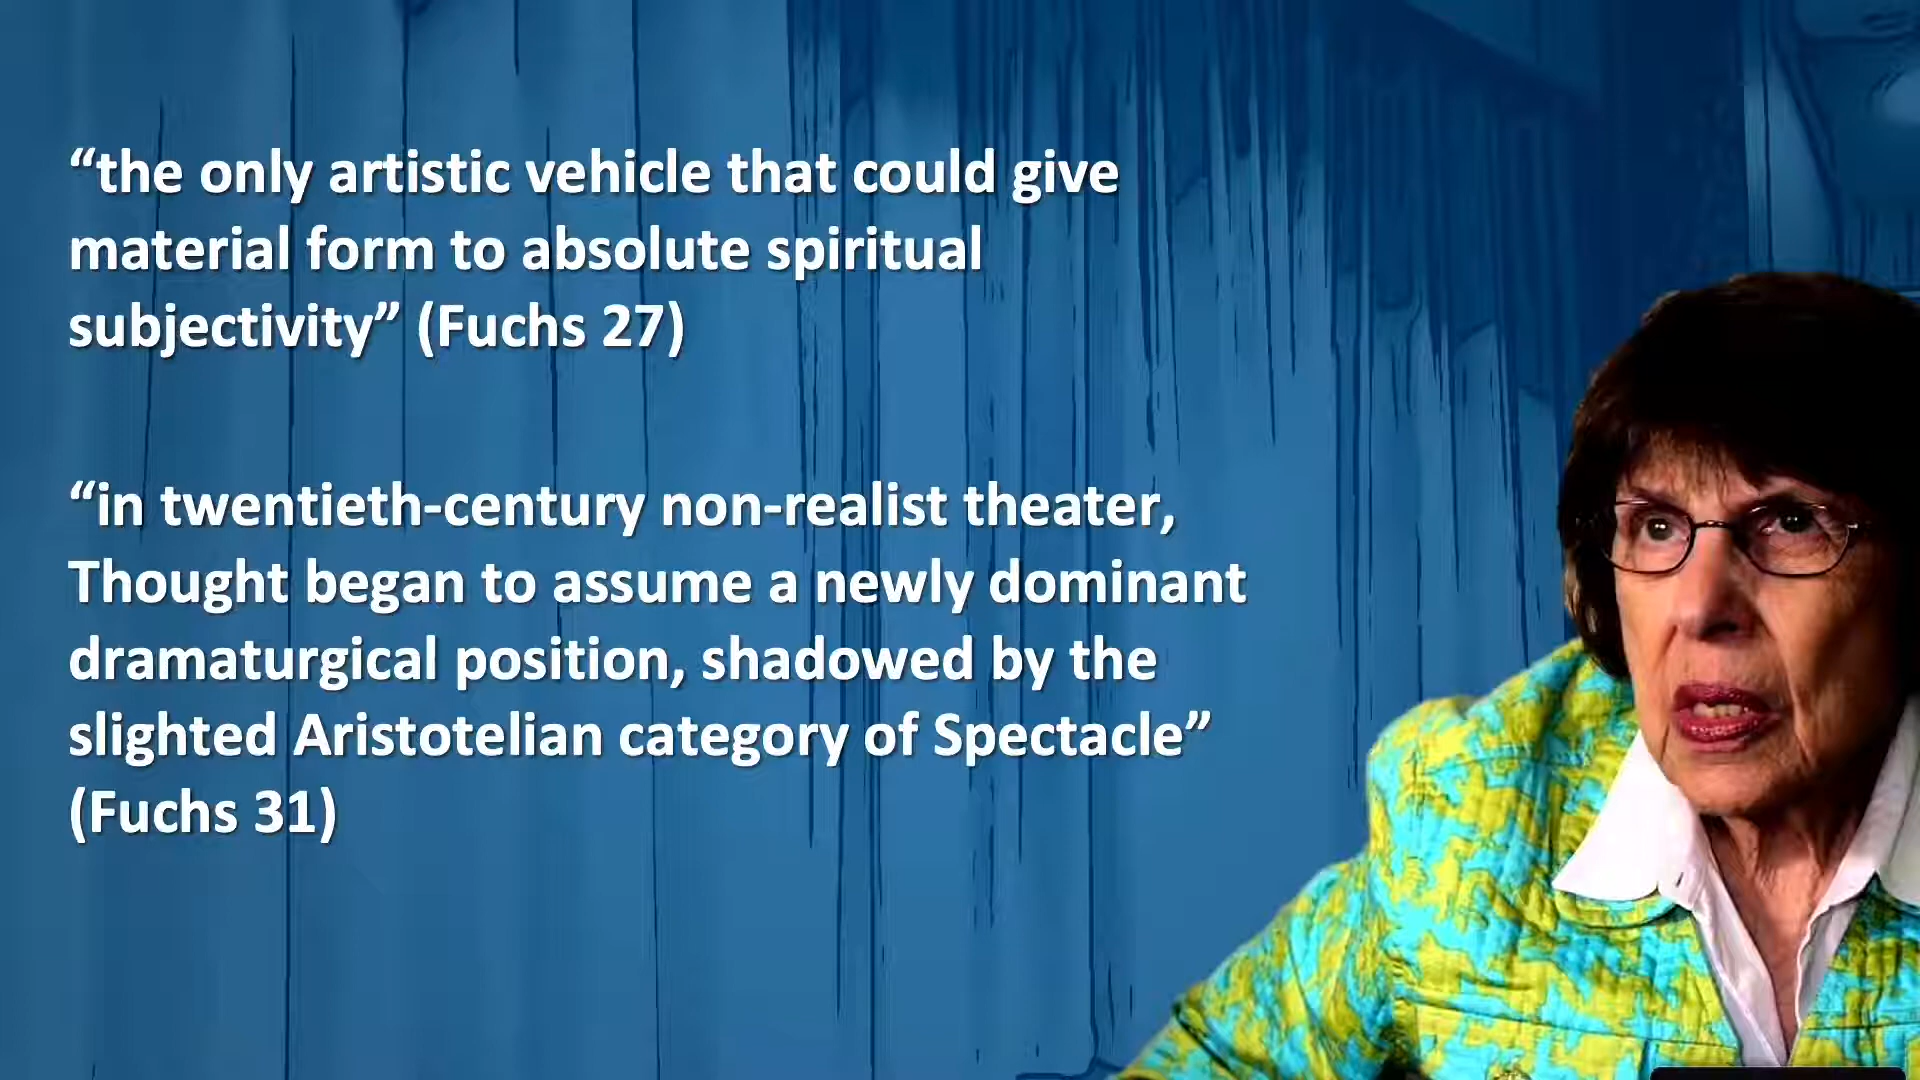 “the only artistic vehicle that could give
material form to absolute spiritual
subjectivity” (Fuchs 27)
“in twentieth-century non-realist theater,
Thought began to assume a newly dominant
dramaturgical position, shadowed by the
slighted Aristotelian category of Spectacle”
(Fuchs 31)